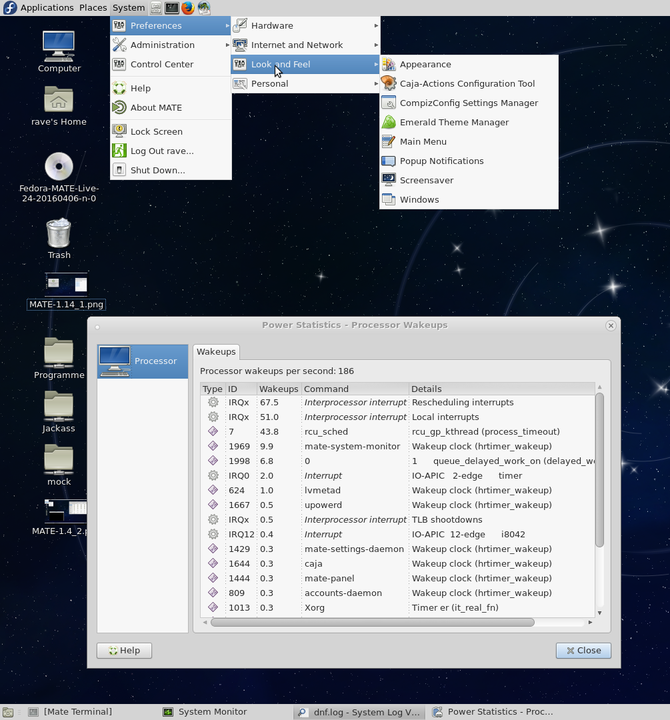 Applications Places System
Preferences
Administration
Control Center
Help
About MATE
Lock Screen
Log Out rave...
Shut Down...
Hardware
Internet and Network
Look and Feel
Personal
Appearance
Caja-Actions Configuration Tool
CompizConfig Settings Manager
Emerald Theme Manager
Main Menu
Popup Notifications
Screensaver
Windows
Computer
rave's Home
Fedora-MATE-Live-
24-20160406-n-0
Trash
MATE-1.14_1.png
Programme
Jackass
mock
MATE-1.4_2.p
Power Statistics - Processor Wakeups
Processor
Wakeups
Processor wakeups per second: 186
Type ID Wakeups Command Details
IRQx 67.5 Interprocessor interrupt Rescheduling interrupts
IRQx 51.0 Interprocessor interrupt Local interrupts
7 43.8 rcu_sched rcu_gp_kthread (process_timeout)
1969 9.9 mate-system-monitor Wakeup clock (hrtimer_wakeup)
1998 6.8 0 1 queue_delayed_work_on (delayed_w
IRQ0 2.0 Interrupt IO-APIC 2-edge timer
624 1.0 lvmetad Wakeup clock (hrtimer_wakeup)
1667 0.5 upowerd Wakeup clock (hrtimer_wakeup)
IRQx 0.5 Interprocessor interrupt TLB shootdowns
IRQ12 0.4 Interrupt IO-APIC 12-edge i8042
1429 0.3 mate-settings-daemon Wakeup clock (hrtimer_wakeup)
1644 0.3 caja Wakeup clock (hrtimer_wakeup)
1444 0.3 mate-panel Wakeup clock (hrtimer_wakeup)
809 0.3 accounts-daemon Wakeup clock (hrtimer_wakeup)
1013 0.3 Xorg Timer er (it_real_fn)
Help
Close
[Mate Terminal]
System Monitor
dnf.log - System Log V...
Power Statistics - Proc...